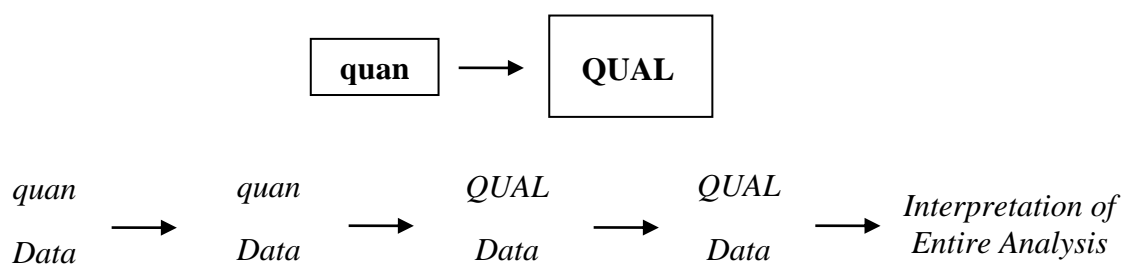 quan QUAL
quan quan QUAL QUAL
Interpretation of
Data Data Data Data
Entire Analysis